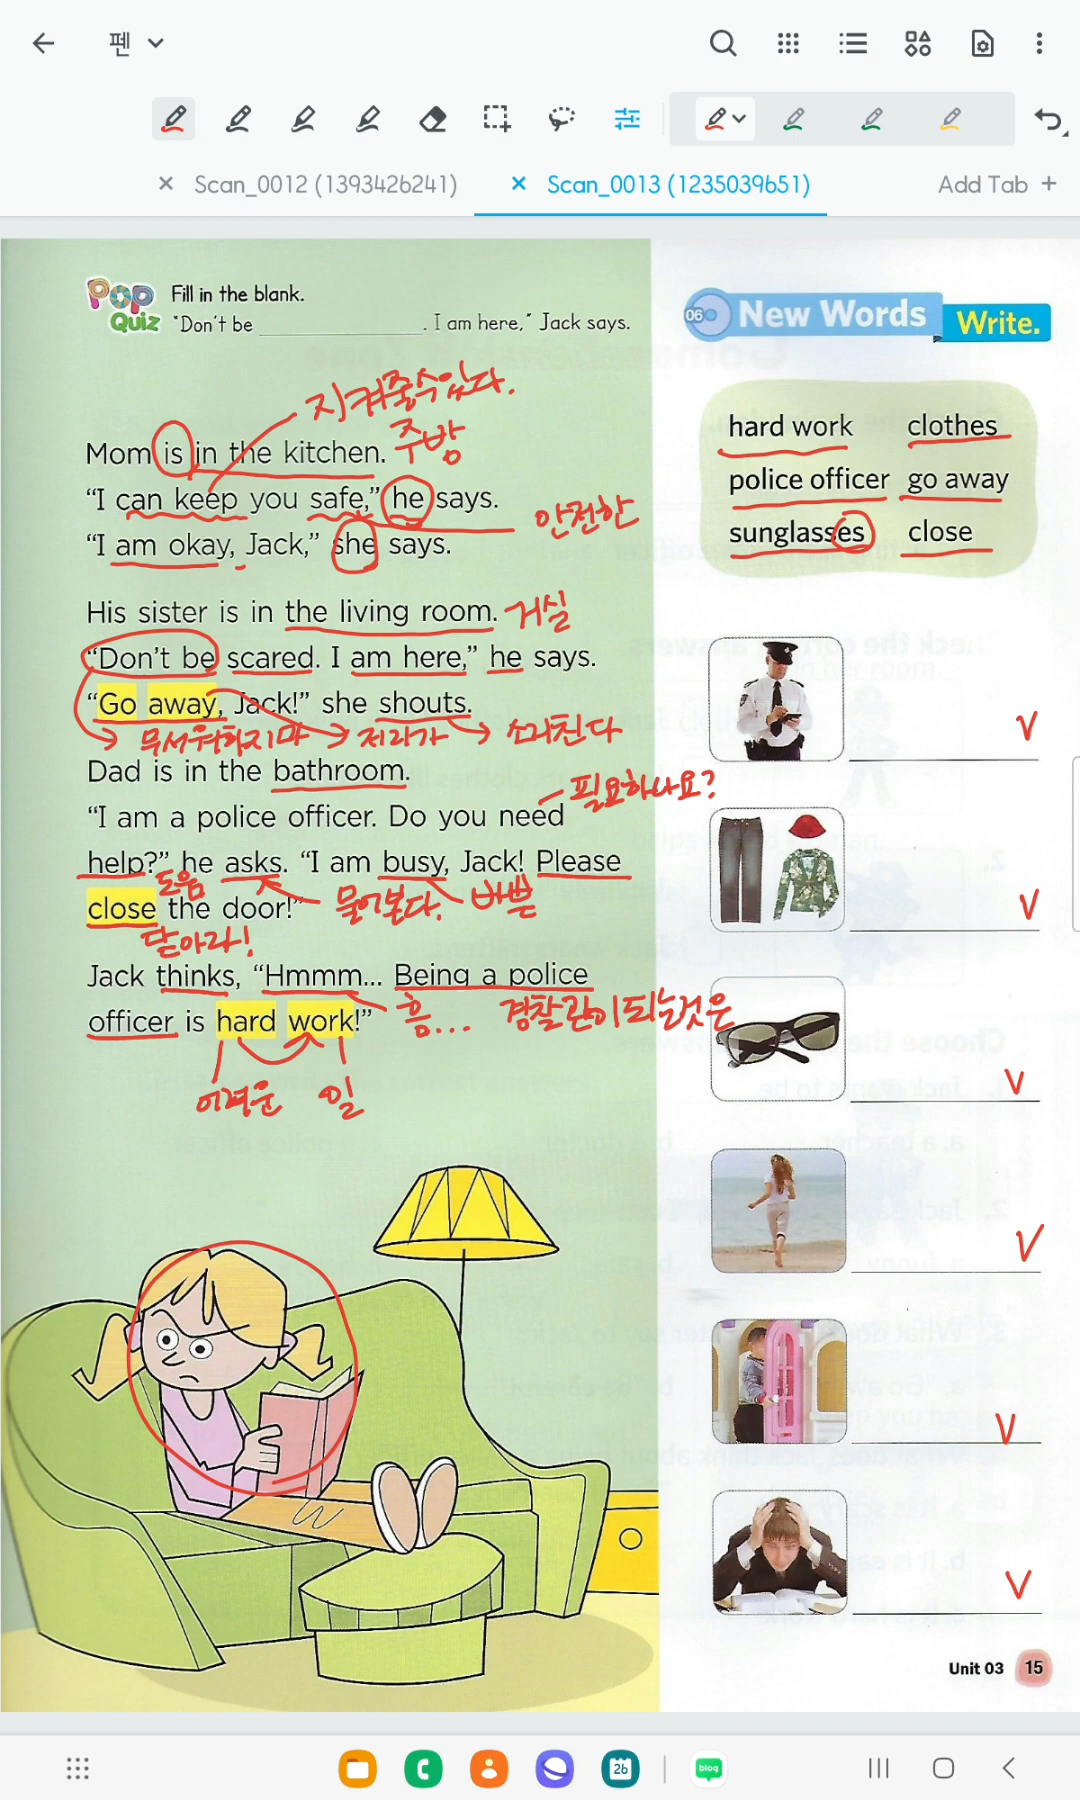 펜
Scan_0012 (1393426241)
Scan_0013 (1235039651)
Add Tab +
Pop Quiz
Fill in the blank.
"Don't be ____________. I am here," Jack says.
지켜줄수있다.
Mom is in the kitchen. 주방
"I can keep you safe," he says.
안전한
"I am okay, Jack," she says.
His sister is in the living room. 거실
"Don't be scared. I am here," he says.
"Go away, Jack!" she shouts.
무서워하지마 저리가 소리친다
Dad is in the bathroom.
필요하나요?
"I am a police officer. Do you need
help?" he asks. "I am busy, Jack! Please
도움 물어본다. 바쁜
close the door!"
닫아라!
Jack thinks, "Hmmm... Being a police
officer is hard work!"
흠... 경찰관이되는것은
어려운 일
06
New Words Write.
hard work clothes
police officer go away
sunglasses close
Unit 03 15
26
blog